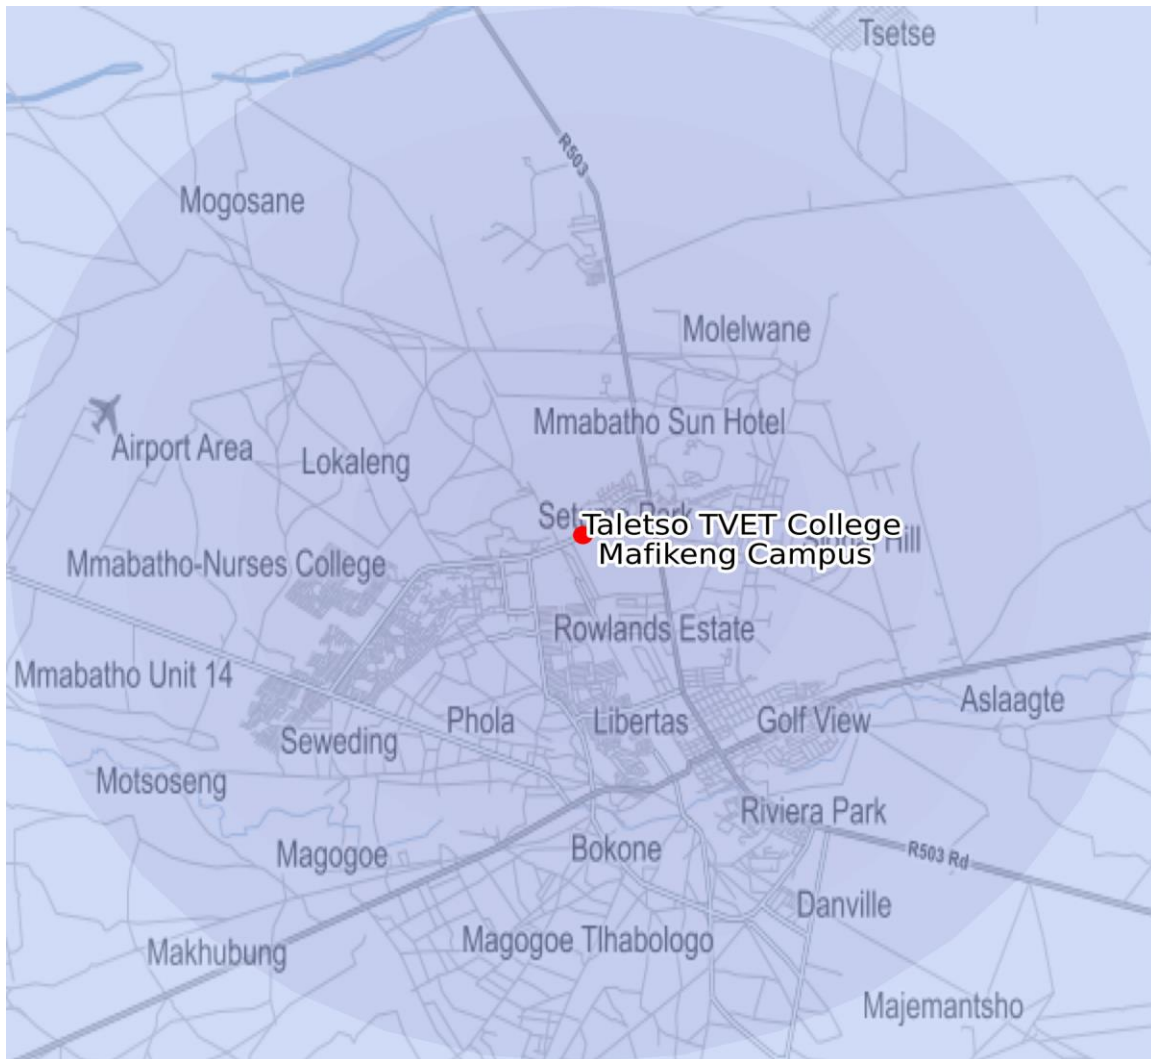 Tsetse
R503
Mogosane
Molelwane
Mmabatho Sun Hotel
Airport Area
Lokaleng
Park
Taletso TVET College
Mafikeng Campus
Hill
Mmabatho-Nurses College
Rowlands Estate
Mmabatho Unit 14
Aslaagte
Phola
Libertas
Golf View
Seweding
Motsoseng
Riviera Park
Magogoe
Bokone
R503 Rd
Danville
Magogoe Tlhabologo
Makhubung
Majemantsho